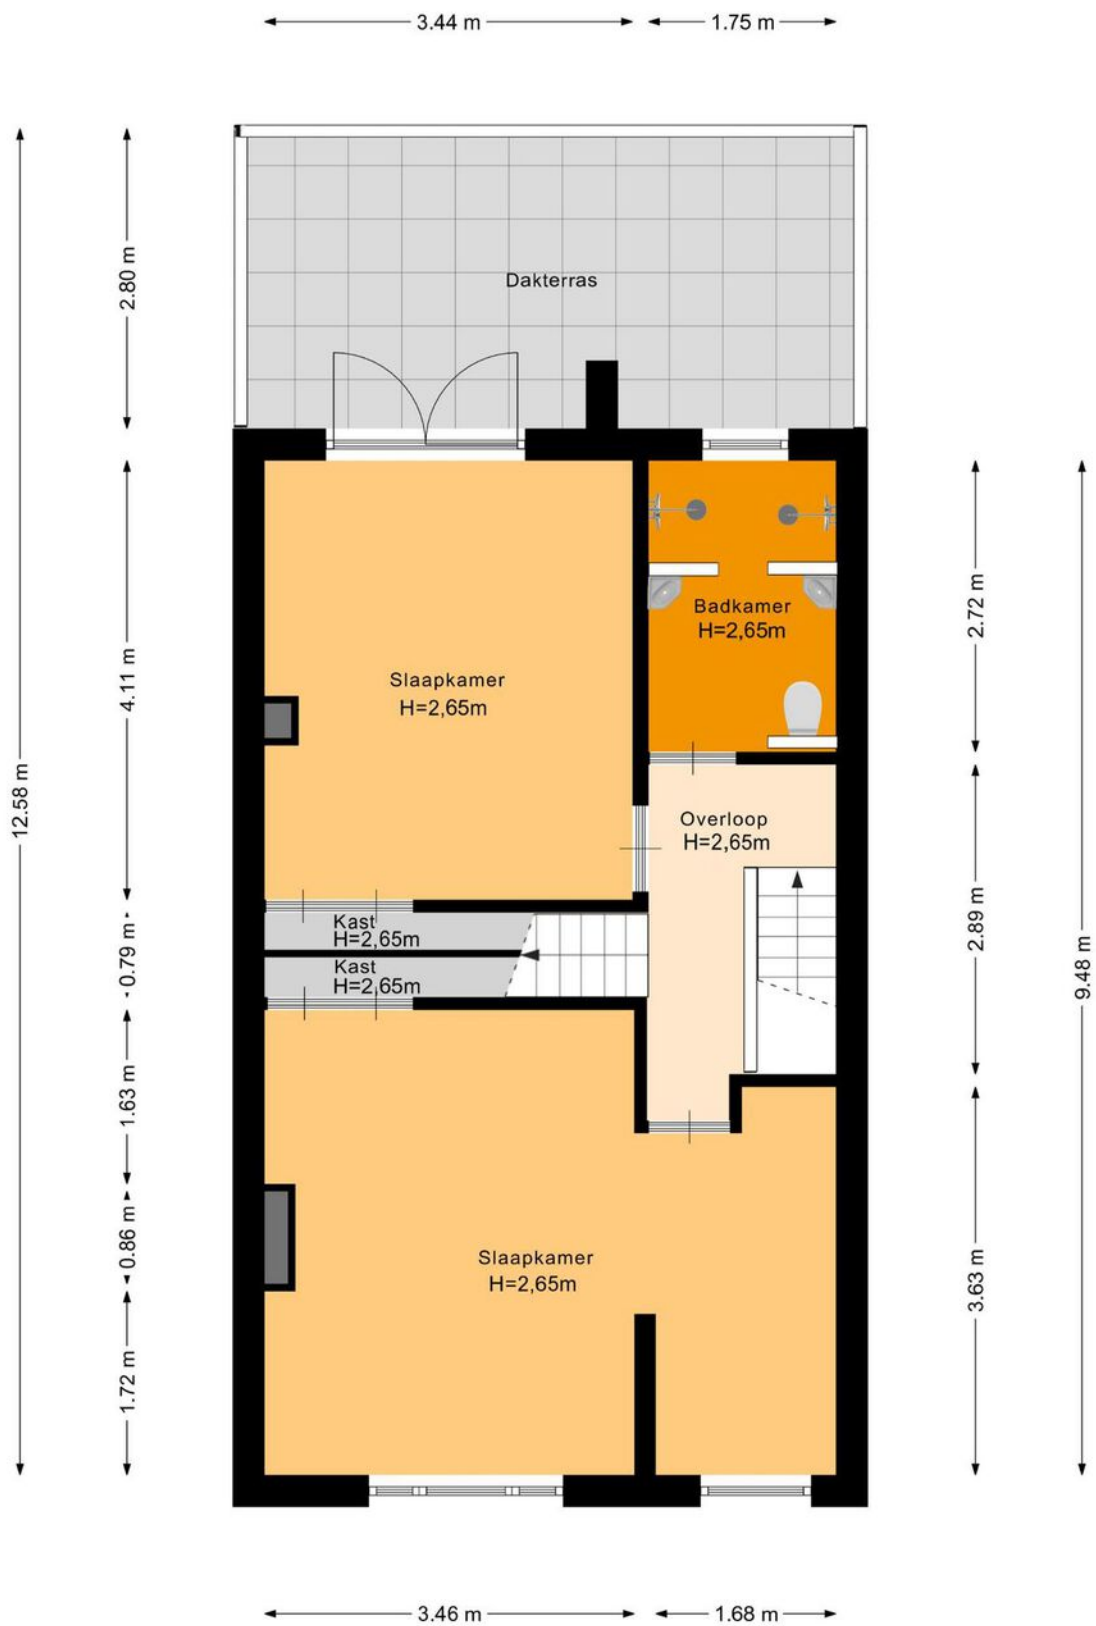 3.44 m
1.75 m
2.80 m
Dakterras
4.11 m
2.72 m
Badkamer
H=2,65m
Slaapkamer
H=2,65m
12.58 m
Overloop
H=2,65m
0.79 m
Kast
H=2,65m
Kast
H=2,65m
2.89 m
9.48 m
1.63 m
0.86 m
Slaapkamer
H=2,65m
3.63 m
1.72 m
3.46 m
1.68 m